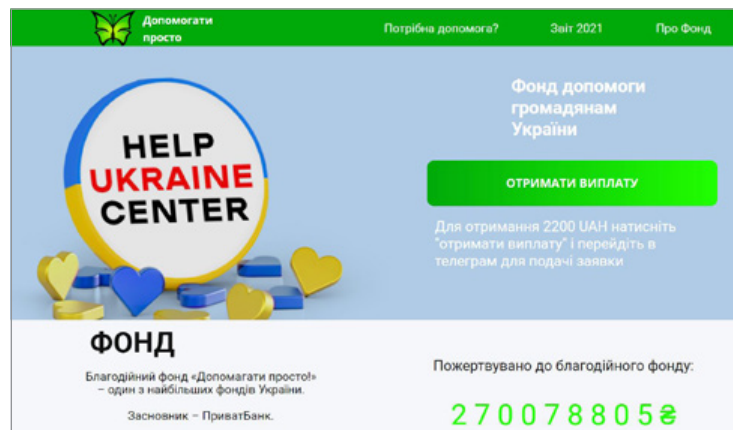 Допомогати
просто
Потрібна допомога?
Звіт 2021
Про Фонд
HELP
UKRAINE
CENTER
Фонд допомоги
громадянам
України
ОТРИМАТИ ВИПЛАТУ
Для отримання 2200 UAH натисніть
"отримати виплату" і перейдіть в
телеграм для подачі заявки
ФОНД
Благодійний фонд «Допомагати просто!»
– один з найбільших фондів України.
Засновник – ПриватБанк.
Пожертвувано до благодійного фонду:
270078805₴